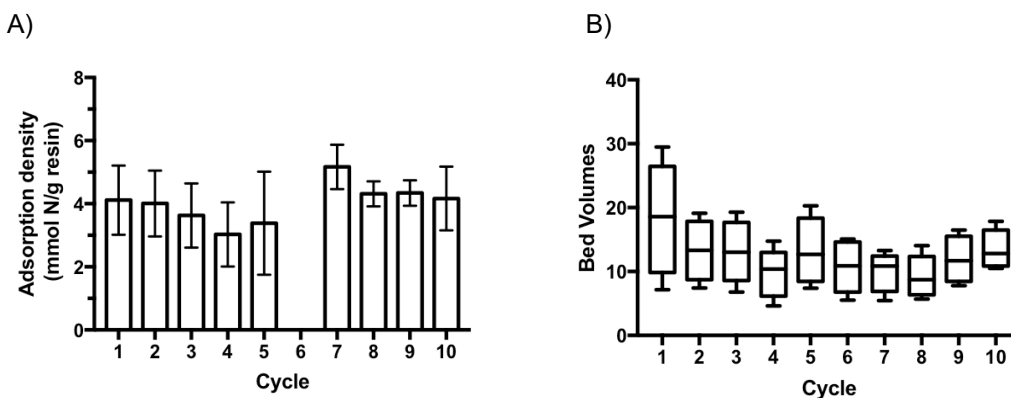 A)
Adsorption density
(mmol N/g resin)
8
6
4
2
0
1 2 3 4 5 6 7 8 9 10
Cycle
B)
Bed Volumes
40
30
20
10
0
1 2 3 4 5 6 7 8 9 10
Cycle